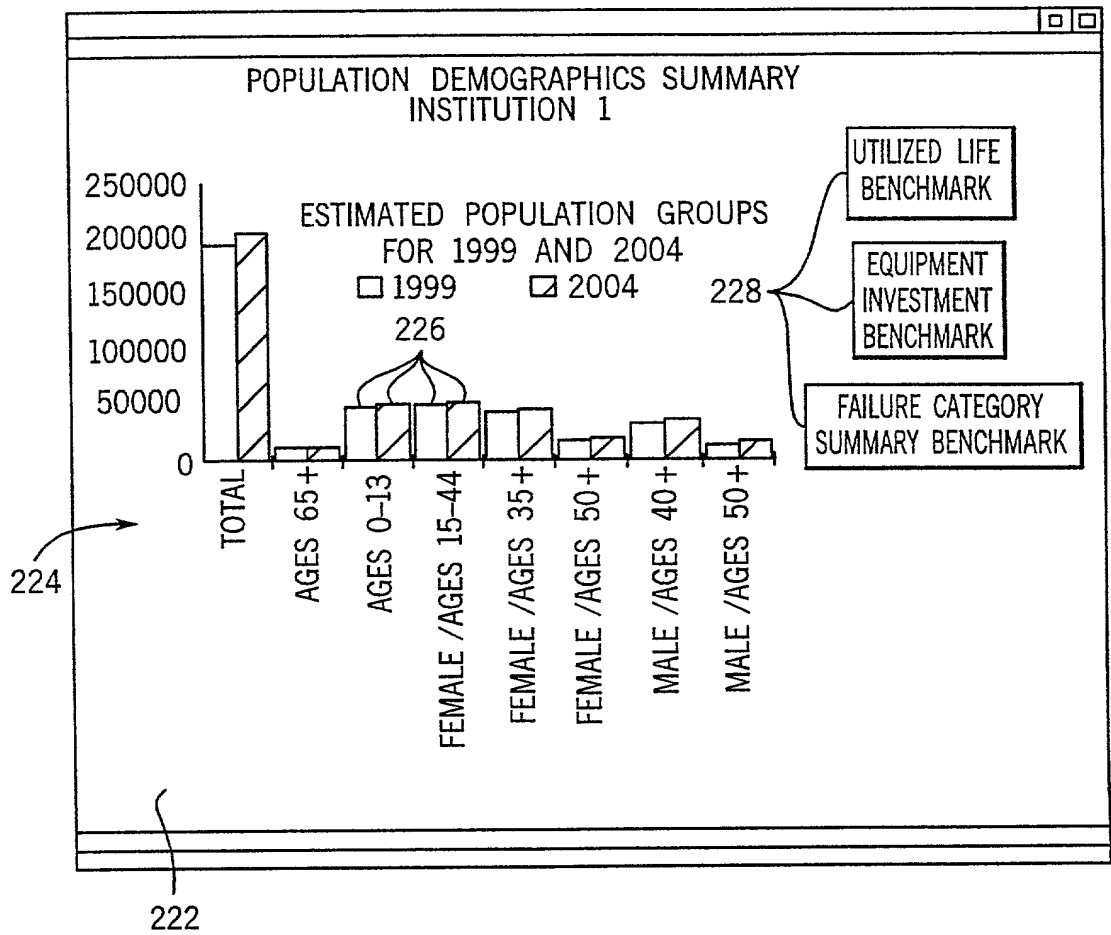 POPULATION DEMOGRAPHICS SUMMARY
INSTITUTION 1
UTILIZED LIFE
BENCHMARK
EQUIPMENT
INVESTMENT
BENCHMARK
FAILURE CATEGORY
SUMMARY BENCHMARK
228
ESTIMATED POPULATION GROUPS
FOR 1999 AND 2004
1999
2004
226
250000
200000
150000
100000
50000
0
TOTAL
AGES 65+
AGES 0-13
FEMALE /AGES 15-44
FEMALE /AGES 35+
FEMALE /AGES 50+
MALE /AGES 40+
MALE /AGES 50+
224
222